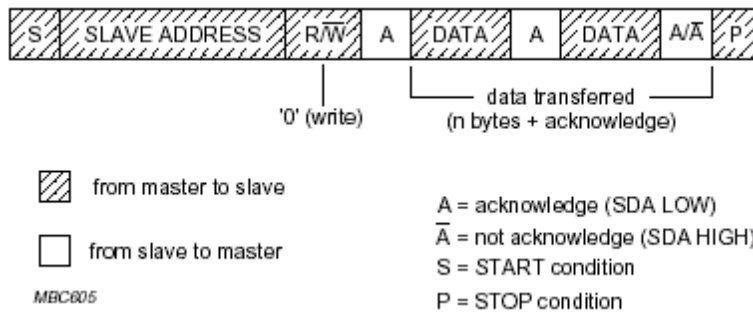 S SLAVE ADDRESS R/W̅ A DATA A DATA A/A̅ P
'0' (write)
data transferred
(n bytes + acknowledge)
from master to slave
from slave to master
MBC605
A = acknowledge (SDA LOW)
A̅ = not acknowledge (SDA HIGH)
S = START condition
P = STOP condition